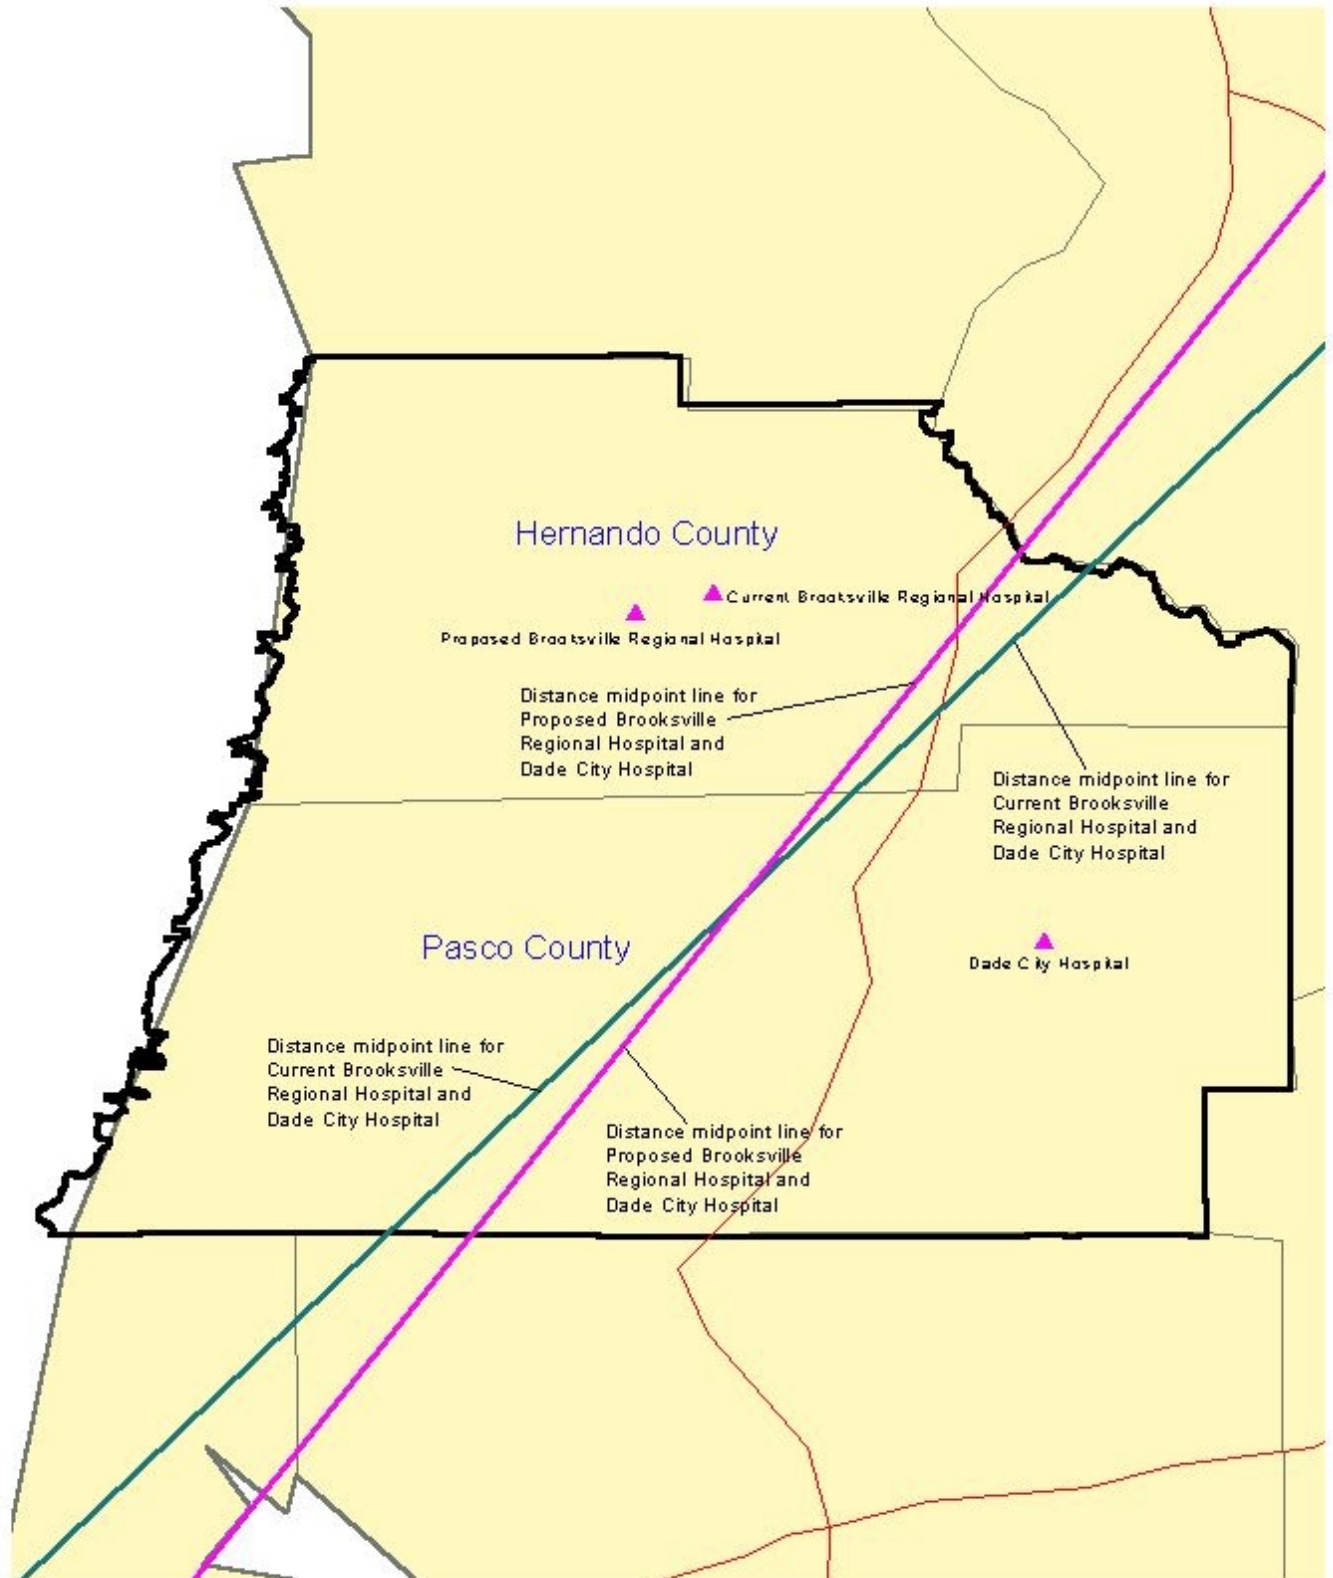 Hernando County
Current Brooksville Regional Hospital
Proposed Brooksville Regional Hospital
Distance midpoint line for
Proposed Brooksville
Regional Hospital and
Dade City Hospital
Distance midpoint line for
Current Brooksville
Regional Hospital and
Dade City Hospital
Pasco County
Dade City Hospital
Distance midpoint line for
Current Brooksville
Regional Hospital and
Dade City Hospital
Distance midpoint line for
Proposed Brooksville
Regional Hospital and
Dade City Hospital